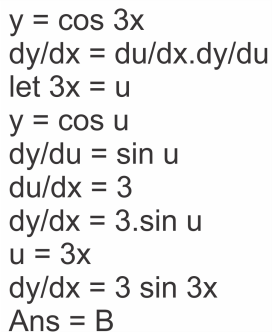 y = cos 3x
dy/dx = du/dx.dy/du
let 3x = u
y = cos u
dy/du = sin u
du/dx = 3
dy/dx = 3.sin u
u = 3x
dy/dx = 3 sin 3x
Ans = B